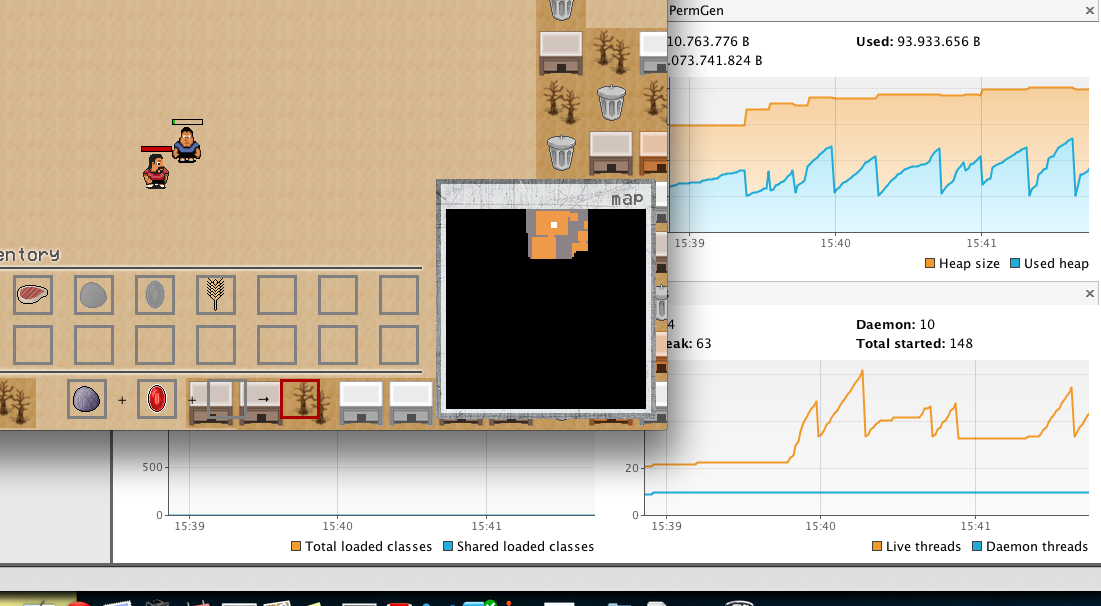 PermGen
10.763.776 B
Used: 93.933.656 B
.073.741.824 B
map
15:39
15:40
15:41
Heap size
Used heap
entory
4
Daemon: 10
eak: 63
Total started: 148
+
+
→
500
0
15:39
15:40
15:41
Total loaded classes
Shared loaded classes
20
0
15:39
15:40
15:41
Live threads
Daemon threads